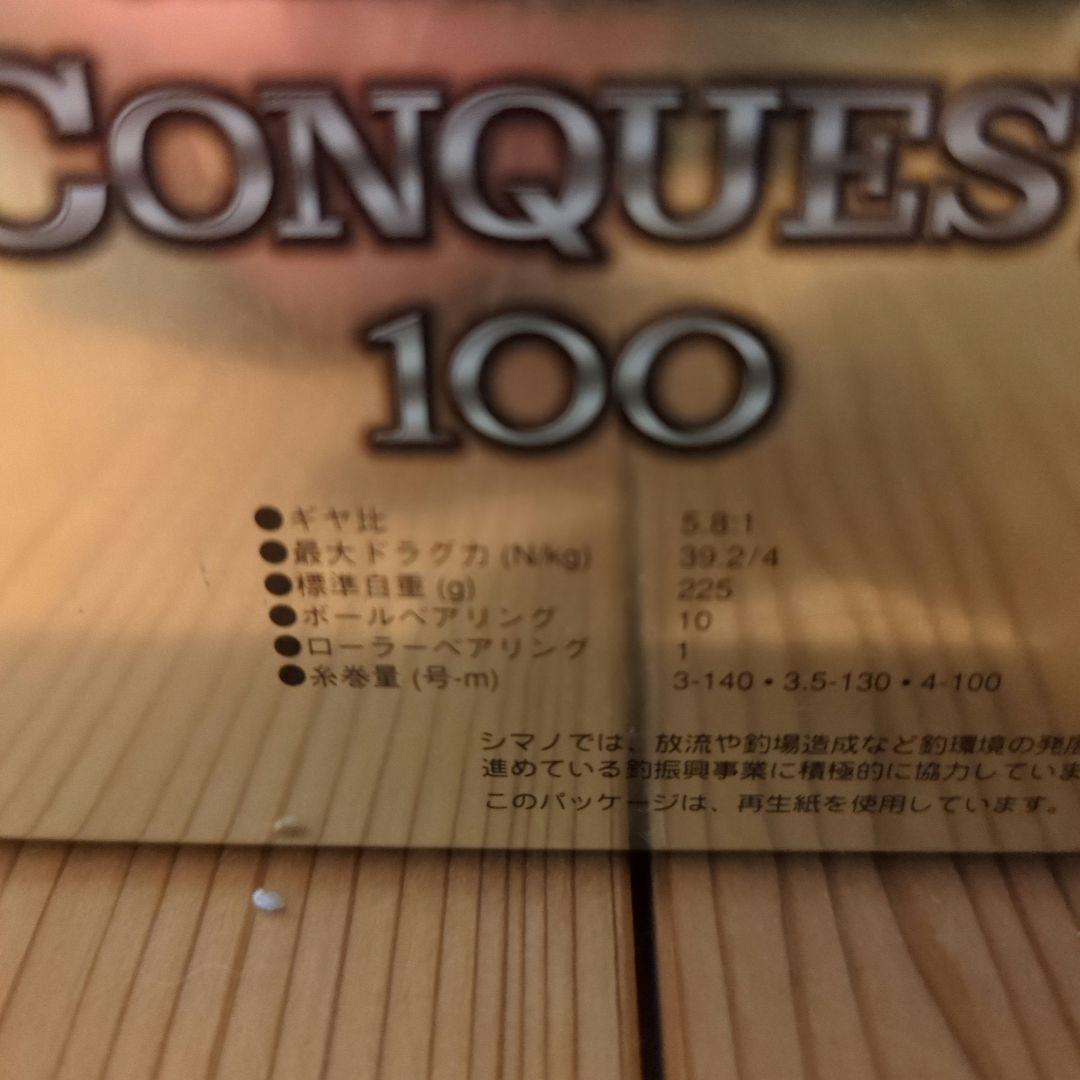 CONQUEST
100
●ギヤ比 5.8:1
●最大ドラグ力 (N/kg) 39.2/4
●標準自重 (g) 225
●ボールベアリング 10
●ローラーベアリング 1
●糸巻量 (号-m) 3-140・3.5-130・4-100
シマノでは、放流や釣場造成など釣環境の発展
進めている釣振興事業に積極的に協力していま
このパッケージは、再生紙を使用しています。